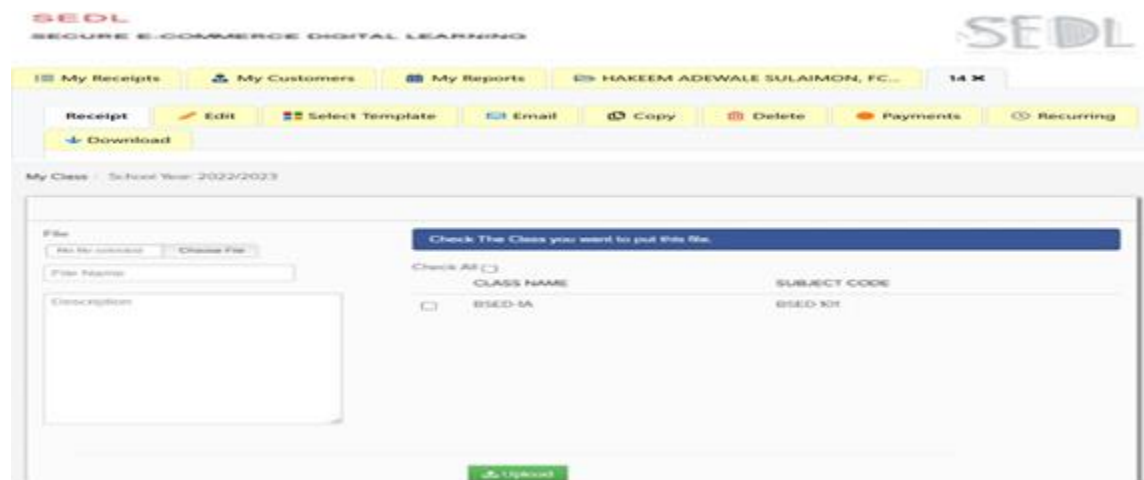 SEDL
SECURE E-COMMERCE DIGITAL LEARNING
SEDL
My Receipts My Customers My Reports HAKEEM ADEWALE SULAIMON, FC... 14 ✖
Receipt Edit Select Template Email Copy Delete Payments Recurring
Download
My Class / School Year: 2022/2023
File
No file selected Choose File
File Name
Description
Check The Class you want to put this file.
Check All
CLASS NAME SUBJECT CODE
BSED-1A BSED 101
Upload